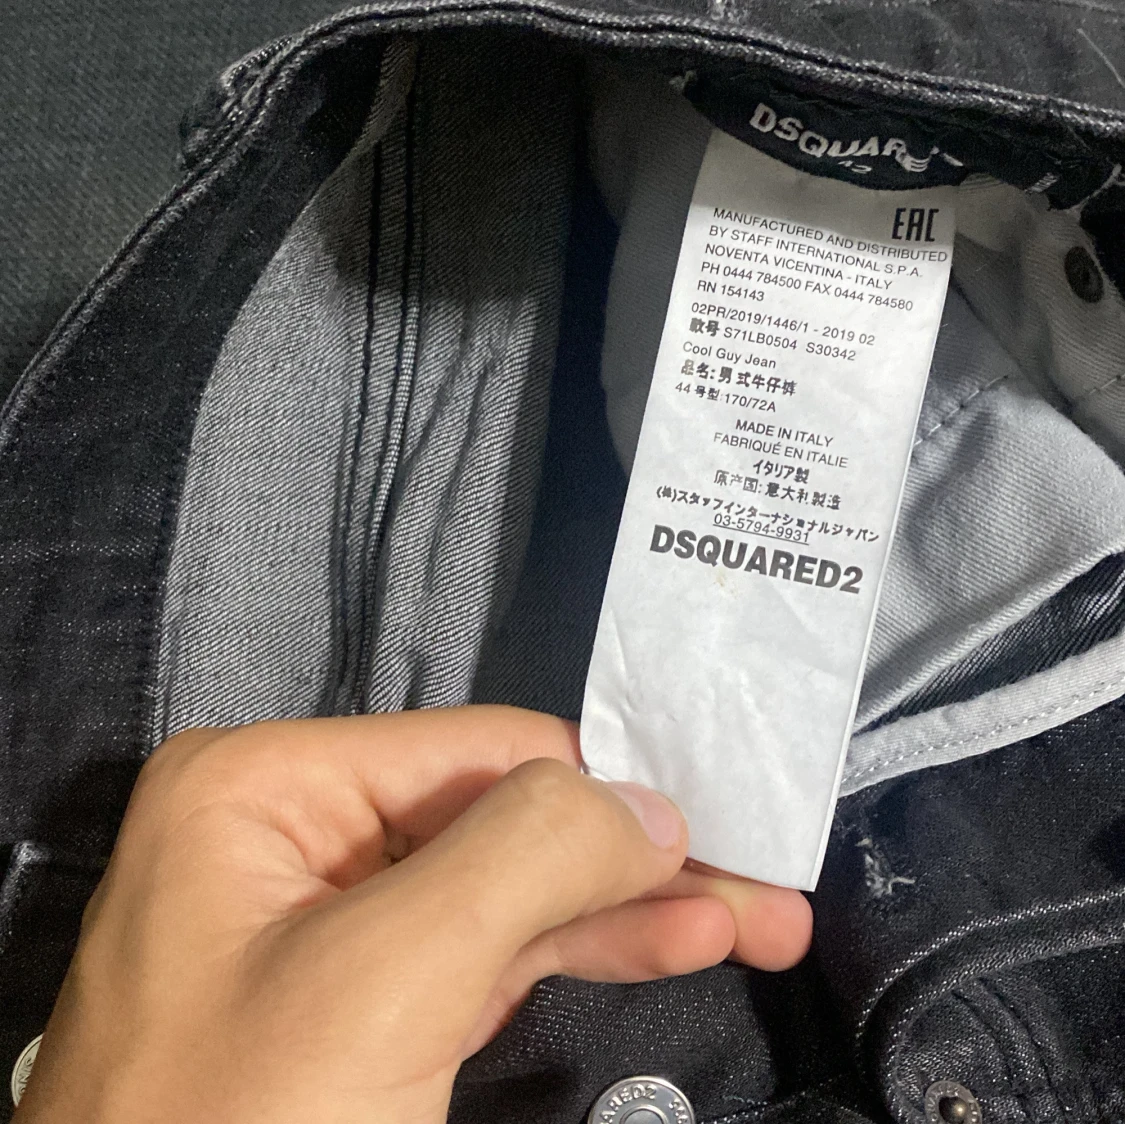 DSQUARE
EAC
MANUFACTURED AND DISTRIBUTED
BY STAFF INTERNATIONAL S.P.A.
NOVENTA VICENTINA - ITALY
PH 0444 784500 FAX 0444 784580
RN 154143
02PR/2019/1446/1 - 2019 02
款号 S71LB0504 S30342
Cool Guy Jean
品名: 男式牛仔裤
44 号型:170/72A
MADE IN ITALY
FABRIQUÉ EN ITALIE
イタリア製
原产国: 意大利製造
(株)スタッフインターナショナルジャパン
03-5794-9931
DSQUARED2